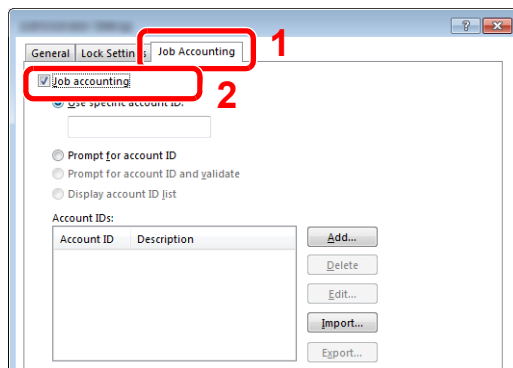 General Lock Settin s Job Accounting 1
Job accounting
2
Use specific account ID:
Prompt for account ID
Prompt for account ID and validate
Display account ID list
Account IDs:
Account ID Description
Add...
Delete
Edit...
Import...
Export...